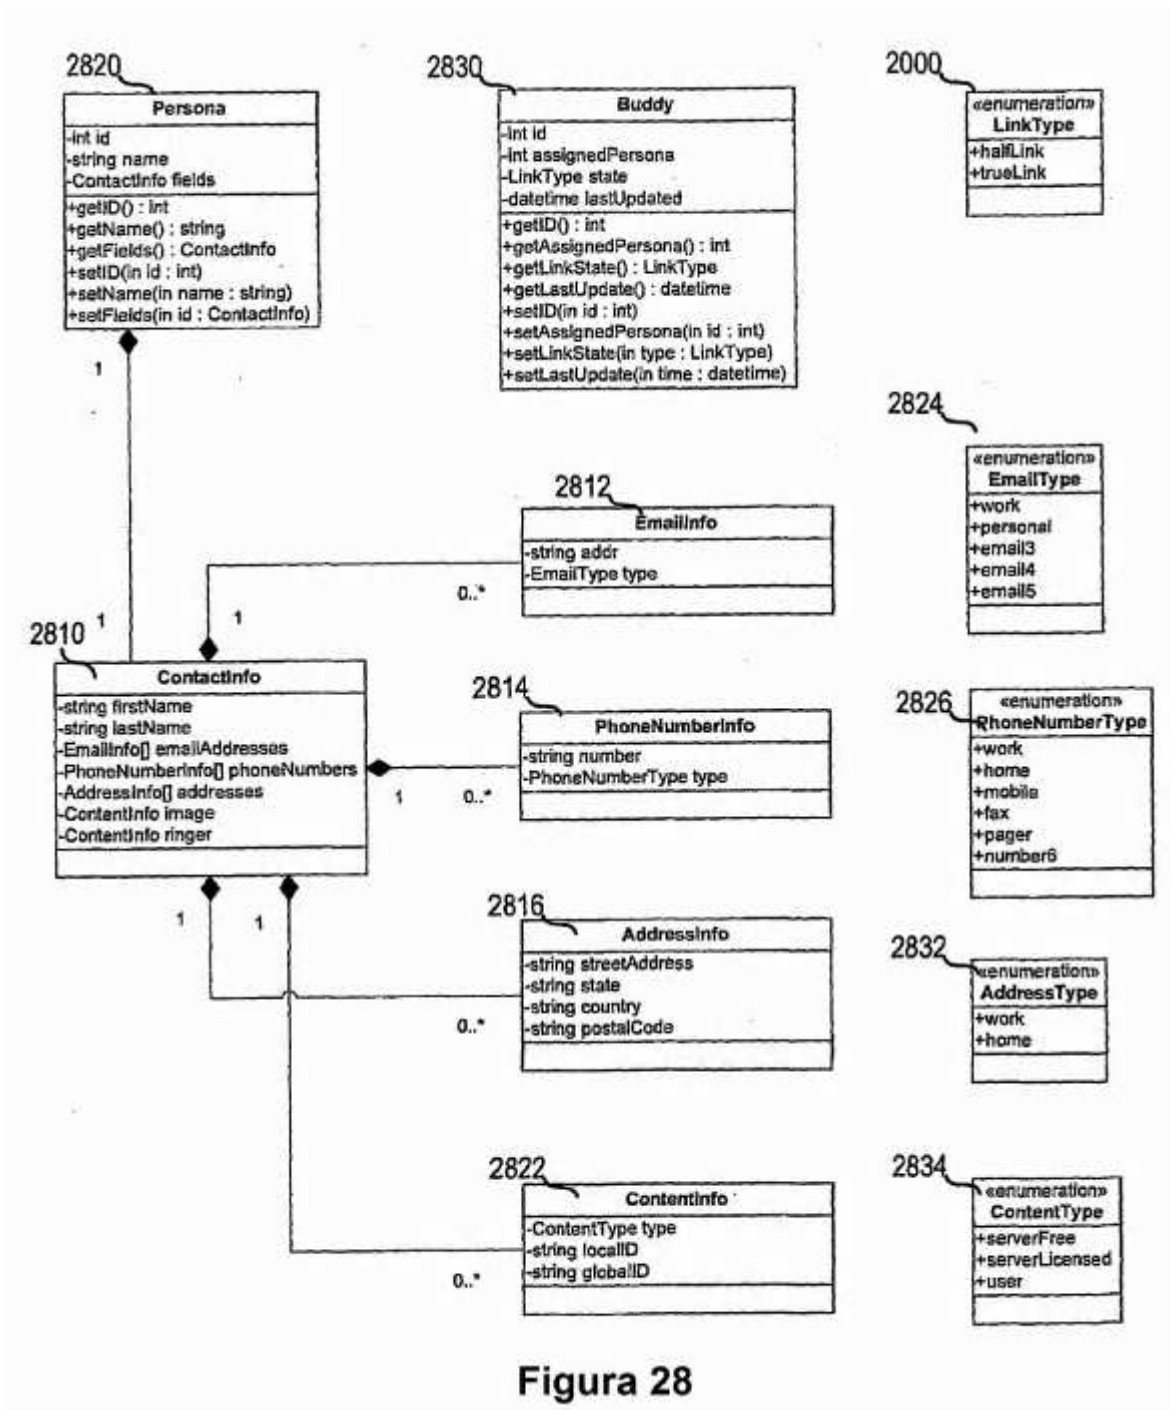 2820
Persona
-int id
-string name
-ContactInfo fields
+getID() : int
+getName() : string
+getFields() : ContactInfo
+setID(in id : int)
+setName(in name : string)
+setFields(in id : ContactInfo)
1
1
2830
Buddy
-int id
-int assignedPersona
-LinkType state
-datetime lastUpdated
+getID() : int
+getAssignedPersona() : int
+getLinkState() : LinkType
+getLastUpdate() : datetime
+setID(in id : int)
+setAssignedPersona(in id : int)
+setLinkState(in type : LinkType)
+setLastUpdate(in time : datetime)
2000
«enumeration»
LinkType
+halfLink
+trueLink
2824
«enumeration»
EmailType
+work
+personal
+email3
+email4
+email5
2812
EmailInfo
-string addr
-EmailType type
0..*
1
2810
ContactInfo
-string firstName
-string lastName
-EmailInfo[] emailAddresses
-PhoneNumberInfo[] phoneNumbers
-AddressInfo[] addresses
-ContentInfo image
-ContentInfo ringer
2814
PhoneNumberInfo
-string number
-PhoneNumberType type
1
0..*
2826
«enumeration»
PhoneNumberType
+work
+home
+mobile
+fax
+pager
+number6
1
1
2816
AddressInfo
-string streetAddress
-string state
-string country
-string postalCode
0..*
2832
«enumeration»
AddressType
+work
+home
2822
ContentInfo
-ContentType type
-string localID
-string globalID
0..*
2834
«enumeration»
ContentType
+serverFree
+serverLicensed
+user
Figura 28